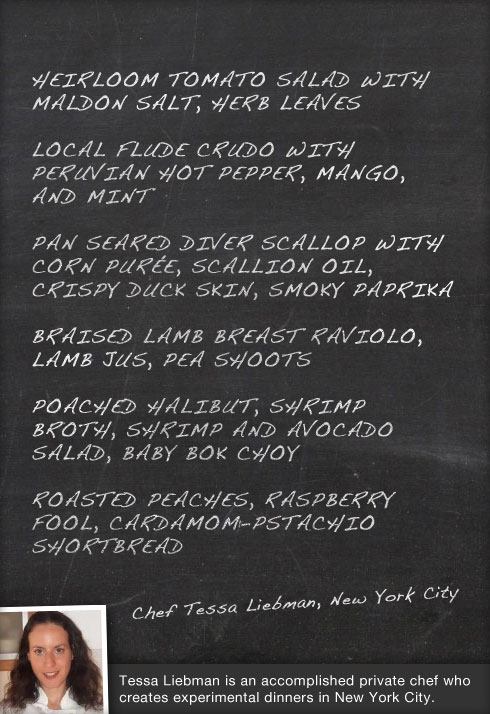 HEIRLOOM TOMATO SALAD WITH
MALDON SALT, HERB LEAVES
LOCAL FLUDE CRUDO WITH
PERUVIAN HOT PEPPER, MANGO,
AND MINT
PAN SEARED DIVER SCALLOP WITH
CORN PURÉE, SCALLION OIL,
CRISPY DUCK SKIN, SMOKY PAPRIKA
BRAISED LAMB BREAST RAVIOLO,
LAMB JUS, PEA SHOOTS
POACHED HALIBUT, SHRIMP
BROTH, SHRIMP AND AVOCADO
SALAD, BABY BOK CHOY
ROASTED PEACHES, RASPBERRY
FOOL, CARDAMOM-PSTACHIO
SHORTBREAD
Chef Tessa Liebman, New York City
Tessa Liebman is an accomplished private chef who
creates experimental dinners in New York City.